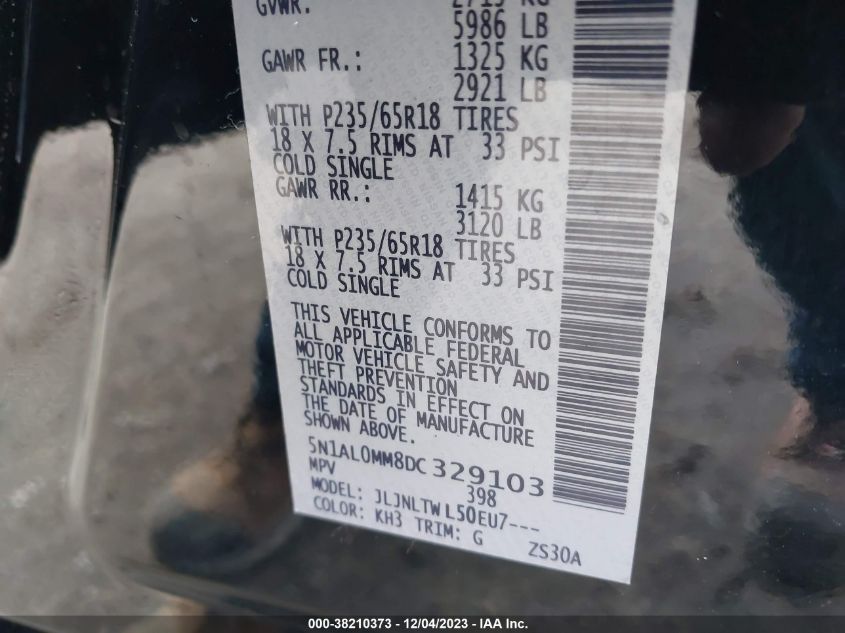 GVWR: 2715 KG
5986 LB
GAWR FR.: 1325 KG
2921 LB
WITH P235/65R18 TIRES
18 X 7.5 RIMS AT 33 PSI
COLD SINGLE
GAWR RR.: 1415 KG
3120 LB
WITH P235/65R18 TIRES
18 X 7.5 RIMS AT 33 PSI
COLD SINGLE
THIS VEHICLE CONFORMS TO
ALL APPLICABLE FEDERAL
MOTOR VEHICLE SAFETY AND
THEFT PREVENTION
STANDARDS IN EFFECT ON
THE DATE OF MANUFACTURE
SHOWN ABOVE.
5N1AL0MM8DC329103
MPV 398
MODEL: JLJNLTWL50EU7---
COLOR: KH3 TRIM: G ZS30A
000-38210373 - 12/04/2023 - IAA Inc.